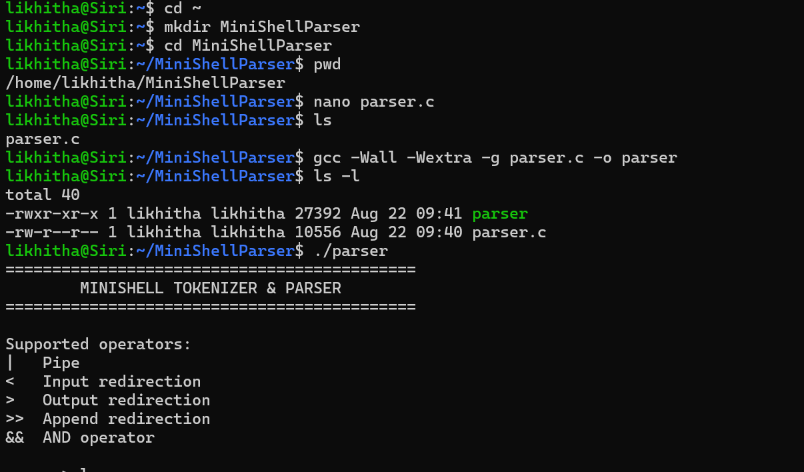 likhitha@Siri:~$ cd ~
likhitha@Siri:~$ mkdir MiniShellParser
likhitha@Siri:~$ cd MiniShellParser
likhitha@Siri:~/MiniShellParser$ pwd
/home/likhitha/MiniShellParser
likhitha@Siri:~/MiniShellParser$ nano parser.c
likhitha@Siri:~/MiniShellParser$ ls
parser.c
likhitha@Siri:~/MiniShellParser$ gcc -Wall -Wextra -g parser.c -o parser
likhitha@Siri:~/MiniShellParser$ ls -l
total 40
-rwxr-xr-x 1 likhitha likhitha 27392 Aug 22 09:41 parser
-rw-r--r-- 1 likhitha likhitha 10556 Aug 22 09:40 parser.c
likhitha@Siri:~/MiniShellParser$ ./parser
============================================
        MINISHELL TOKENIZER & PARSER
============================================
Supported operators:
|   Pipe
<   Input redirection
>   Output redirection
>>  Append redirection
&&  AND operator